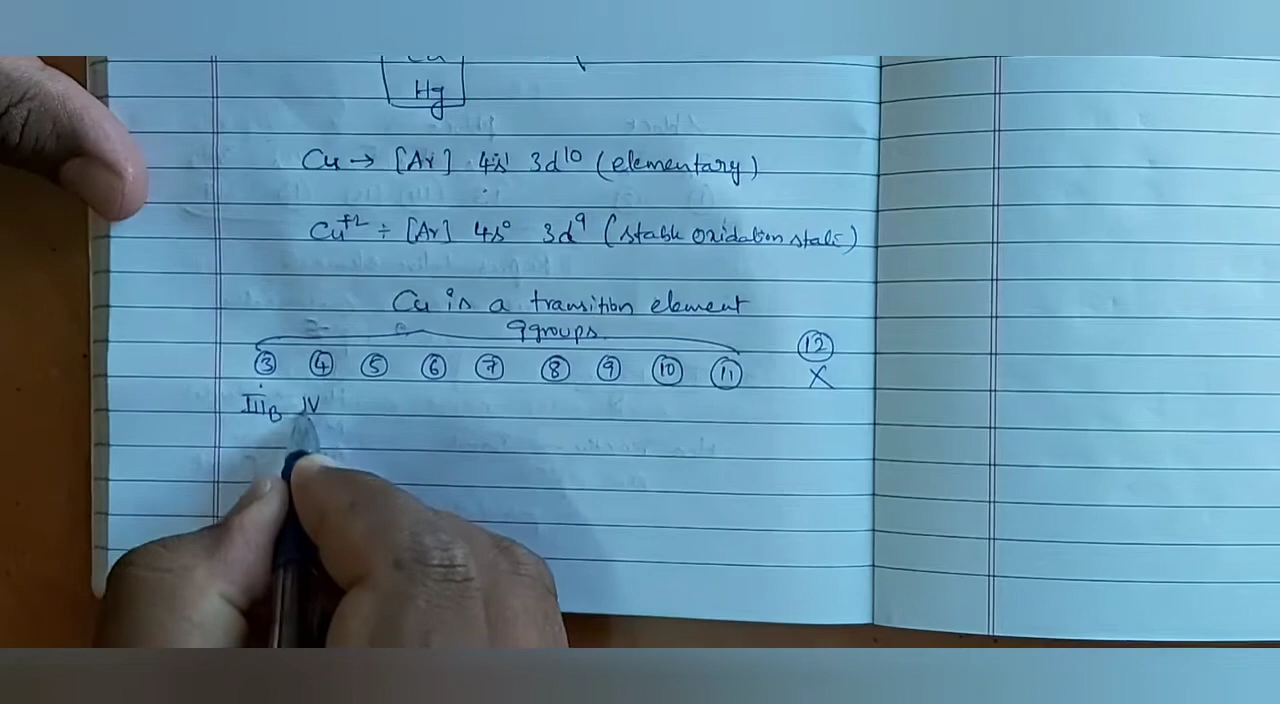 Hg
Cu → [Ar] 4s¹ 3d¹⁰ (elementary)
Cu⁺² ÷ [Ar] 4s⁰ 3d⁹ (stable oxidation state)
Cu is a transition element
9 groups.
③ ④ ⑤ ⑥ ⑦ ⑧ ⑨ ⑩ ⑪ ⑫
X
III B IV